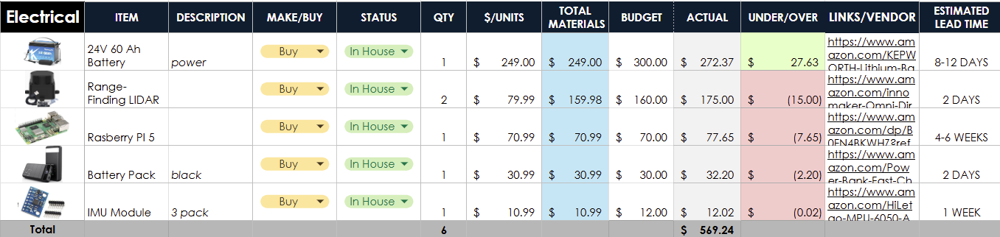 Electrical ITEM DESCRIPTION MAKE/BUY STATUS QTY $/UNITS TOTAL MATERIALS BUDGET ACTUAL UNDER/OVER LINKS/VENDOR ESTIMATED LEAD TIME
24V 60 Ah Battery power Buy In House 1 $ 249.00 $ 249.00 $ 300.00 $ 272.37 $ 27.63 https://www.amazon.com/KEPWORTH-Lithium-Ba 8-12 DAYS
Range-Finding LIDAR Buy In House 2 $ 79.99 $ 159.98 $ 160.00 $ 175.00 $ (15.00) https://www.amazon.com/innomaker-Omni-Dir 2 DAYS
Rasberry PI 5 Buy In House 1 $ 70.99 $ 70.99 $ 70.00 $ 77.65 $ (7.65) https://www.amazon.com/dp/B0FN4BKWH7?ref 4-6 WEEKS
Battery Pack black Buy In House 1 $ 30.99 $ 30.99 $ 30.00 $ 32.20 $ (2.20) https://www.amazon.com/Power-Bank-Fast-Ch 2 DAYS
IMU Module 3 pack Buy In House 1 $ 10.99 $ 10.99 $ 12.00 $ 12.02 $ (0.02) https://www.amazon.com/HiLetgo-MPU-6050-A 1 WEEK
Total 6 $ 569.24